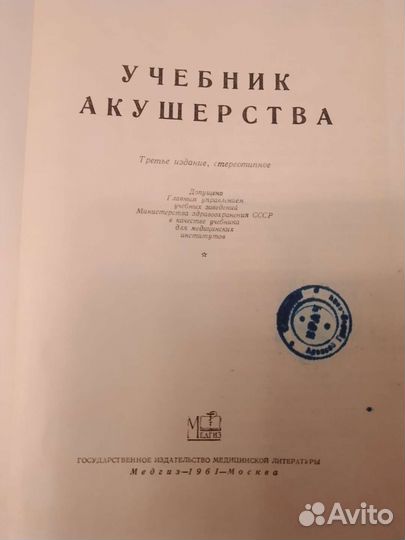 УЧЕБНИК
АКУШЕРСТВА
Третье издание, стереотипное
Допущено
Главным управлением
учебных заведений
Министерства здравоохранения СССР
в качестве учебника
для медицинских
институтов
Медгиз
ГОСУДАРСТВЕННОЕ ИЗДАТЕЛЬСТВО МЕДИЦИНСКОЙ ЛИТЕРАТУРЫ
Медгиз—1961—Москва
Avito